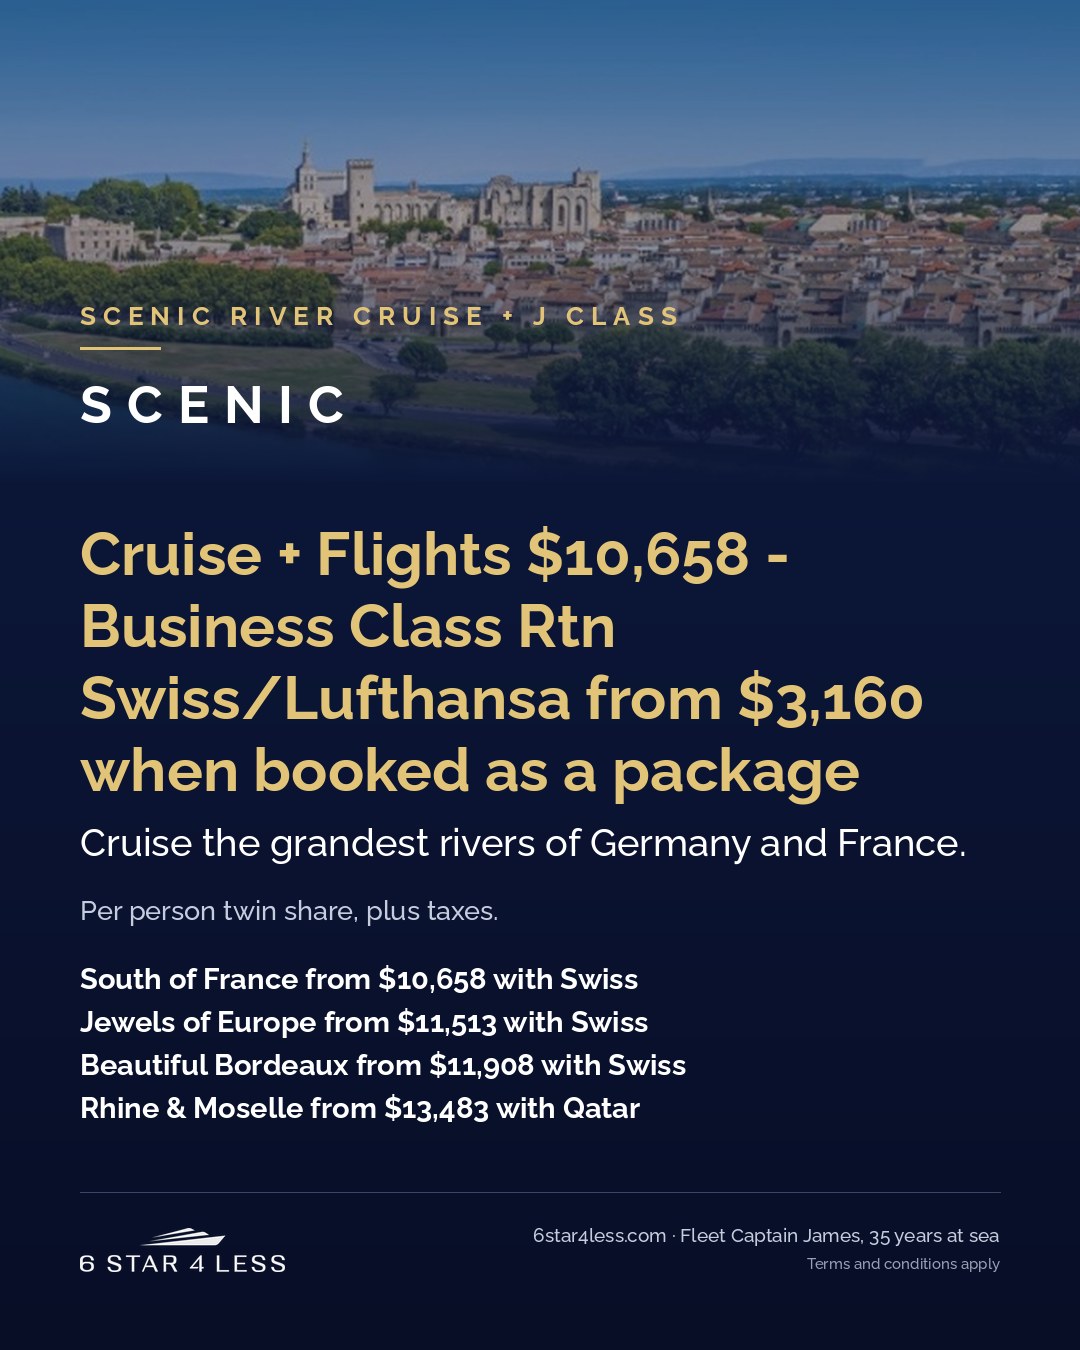 SCENIC RIVER CRUISE + J CLASS
SCENIC
Cruise + Flights $10,658 -
Business Class Rtn
Swiss/Lufthansa from $3,160
when booked as a package
Cruise the grandest rivers of Germany and France.
Per person twin share, plus taxes.
South of France from $10,658 with Swiss
Jewels of Europe from $11,513 with Swiss
Beautiful Bordeaux from $11,908 with Swiss
Rhine & Moselle from $13,483 with Qatar
6 STAR 4 LESS
6star4less.com · Fleet Captain James, 35 years at sea
Terms and conditions apply